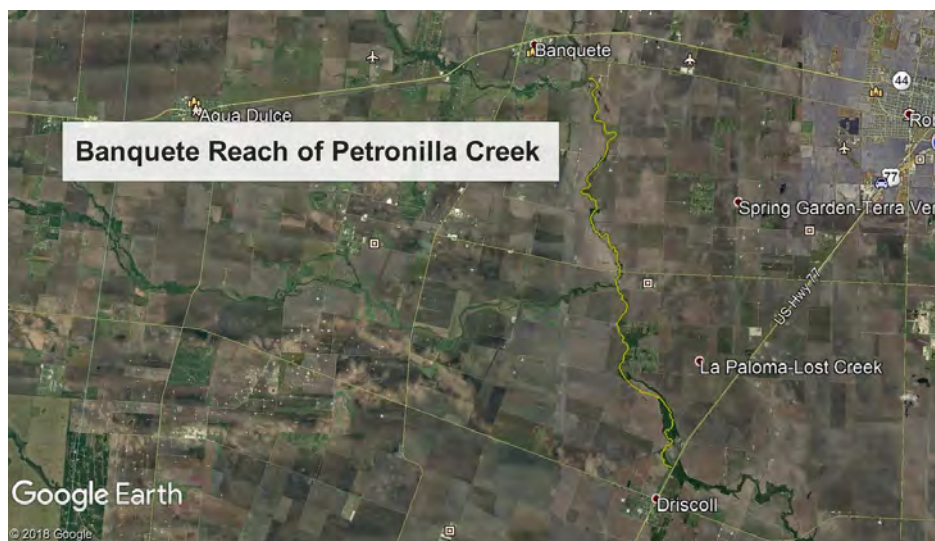 Banquete
44
Agua Dulce
Banquete Reach of Petronilla Creek
77
Spring Garden-Terra Ver
US-Hwy 77
La Paloma-Lost Creek
Google Earth
Driscoll
© 2018 Google